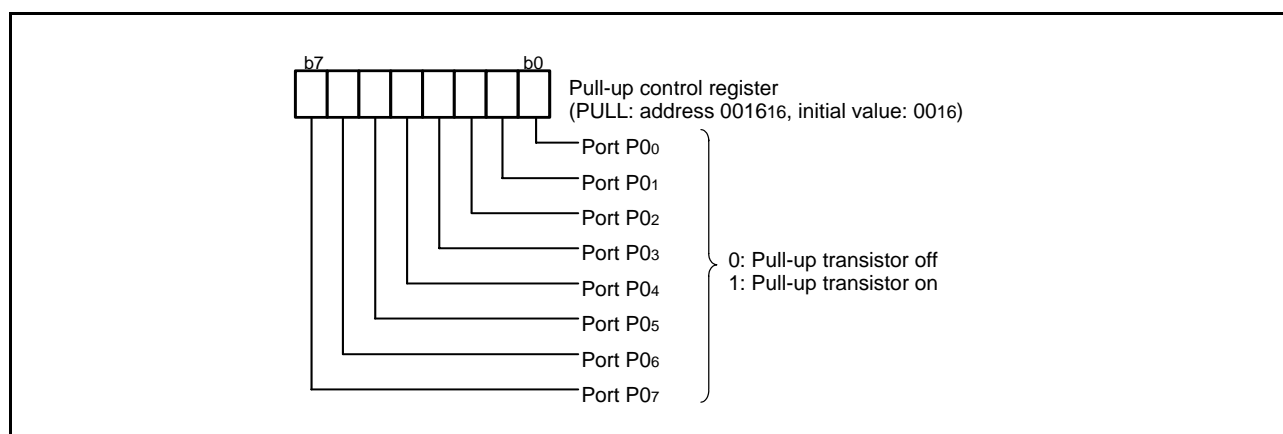 b7 b0
Pull-up control register
(PULL: address 001616, initial value: 0016)
Port P00
Port P01
Port P02
Port P03
Port P04
Port P05
Port P06
Port P07
0: Pull-up transistor off
1: Pull-up transistor on